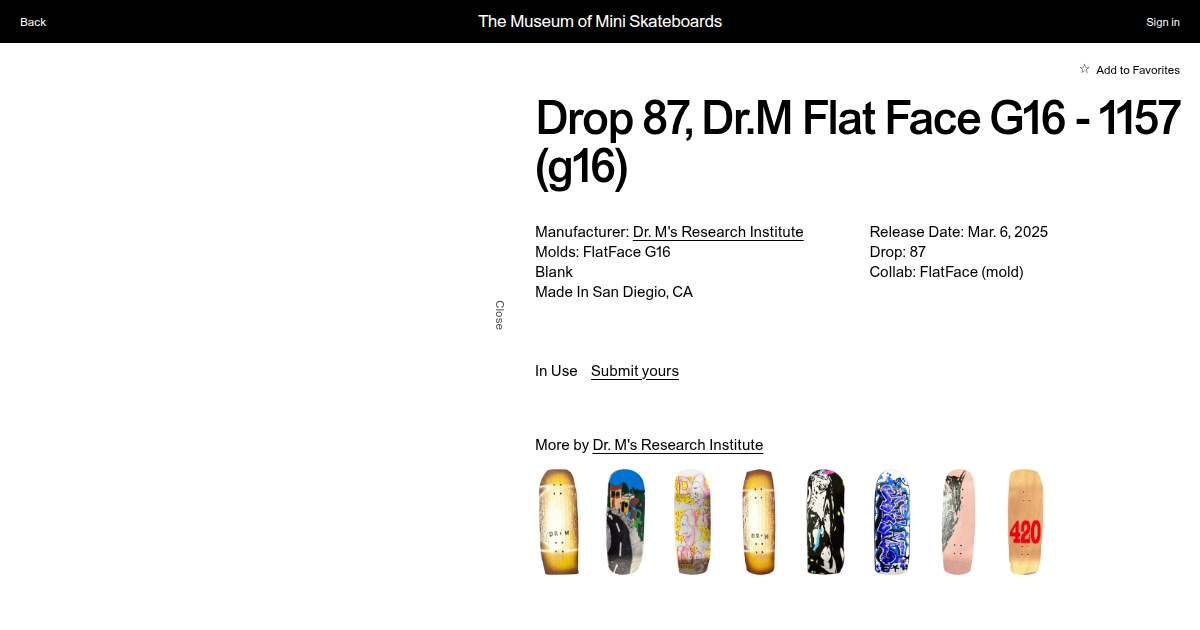 Back
The Museum of Mini Skateboards
Sign in
☆ Add to Favorites
Drop 87, Dr.M Flat Face G16 - 1157
(g16)
Manufacturer: Dr. M's Research Institute
Molds: FlatFace G16
Blank
Made In San Diegio, CA
Release Date: Mar. 6, 2025
Drop: 87
Collab: FlatFace (mold)
Close
In Use Submit yours
More by Dr. M's Research Institute
DR M
DR M
420